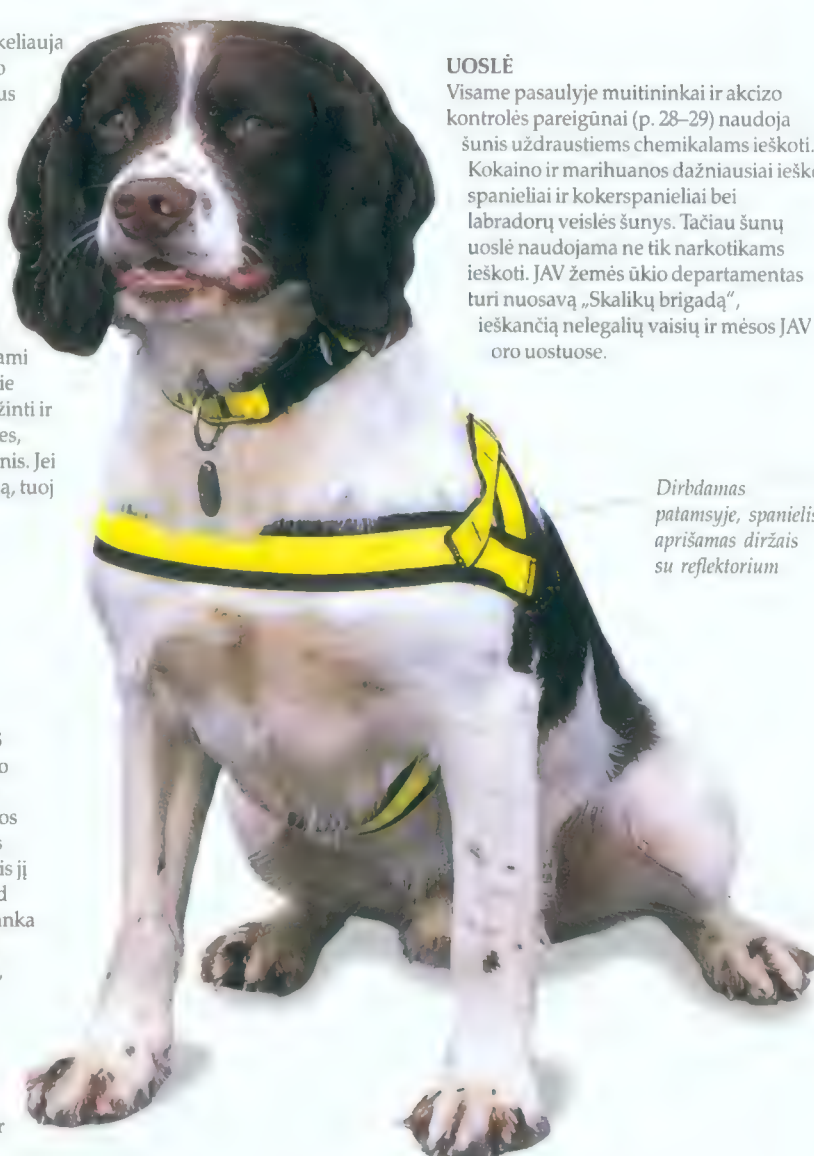 keliauja
o
us
ami
ie
žinti ir
es,
nis. Jei
ą, tuoj
o
os
s
is jį
d
anka
r
UOSLĖ
Visame pasaulyje muitininkai ir akcizo
kontrolės pareigūnai (p. 28–29) naudoja
šunis uždraustiems chemikalams ieškoti.
Kokaino ir marihuanos dažniausiai iešk
spanieliai ir kokerspanieliai bei
labradorų veislės šunys. Tačiau šunų
uoslė naudojama ne tik narkotikams
ieškoti. JAV žemės ūkio departamentas
turi nuosavą „Skalikų brigadą“,
ieškančią nelegalių vaisių ir mėsos JAV
oro uostuose.
Dirbdamas
patamsyje, spanielis
aprišamas diržais
su reflektorium